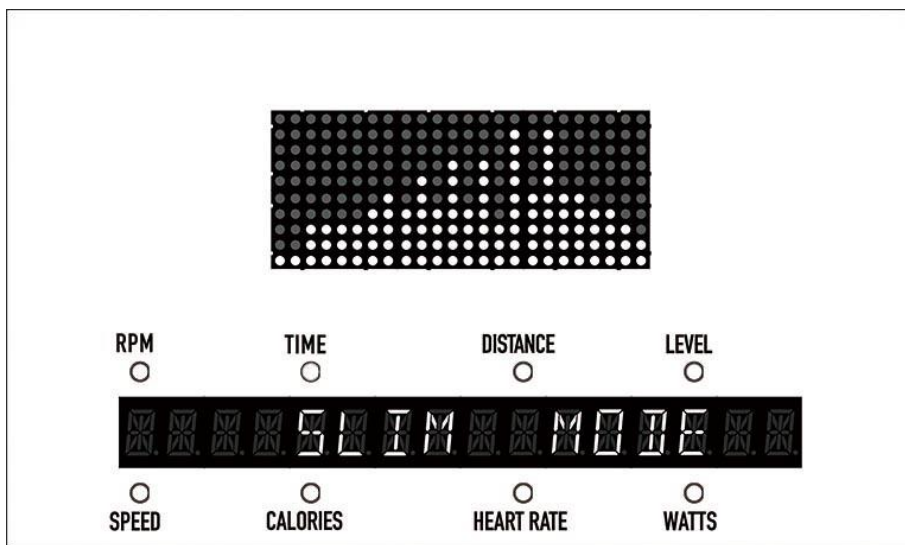 RPM TIME DISTANCE LEVEL
SLIM MODE
SPEED CALORIES HEART RATE WATTS